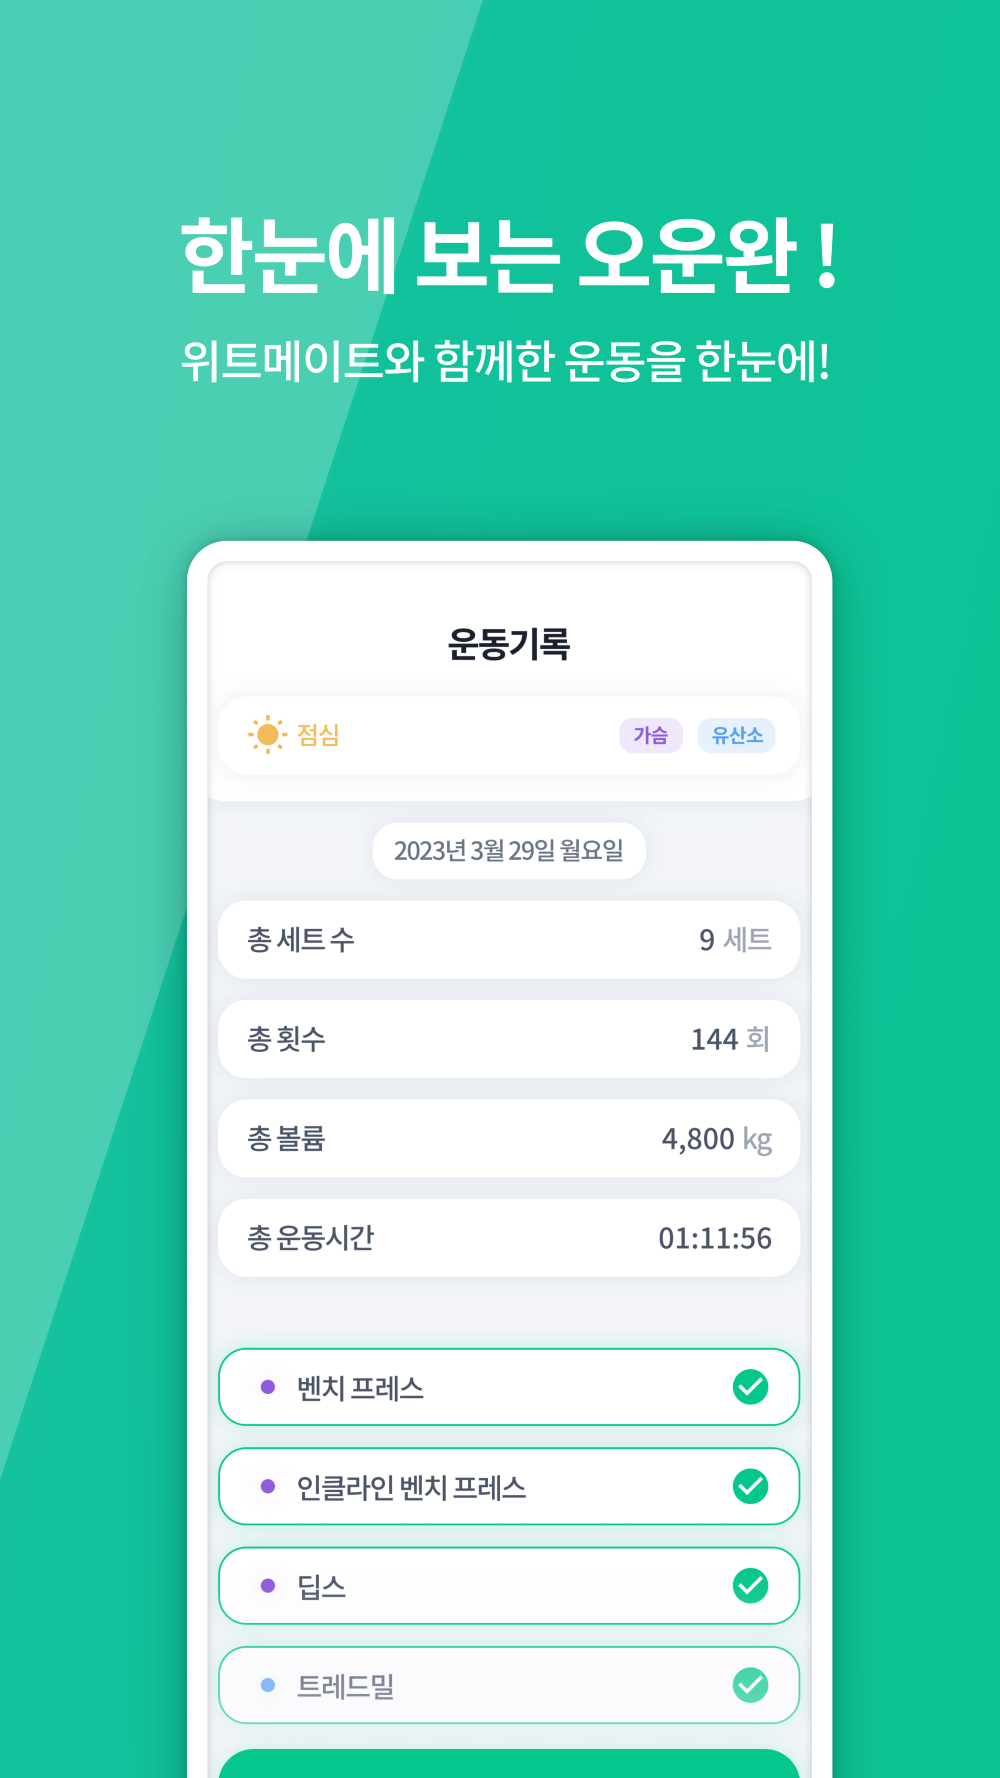 한눈에 보는 오운완 !
위트메이트와 함께한 운동을 한눈에!
운동기록
점심 가슴 유산소
2023년 3월 29일 월요일
총 세트 수 9 세트
총 횟수 144 회
총 볼륨 4,800 kg
총 운동시간 01:11:56
벤치 프레스
인클라인 벤치 프레스
딥스
트레드밀